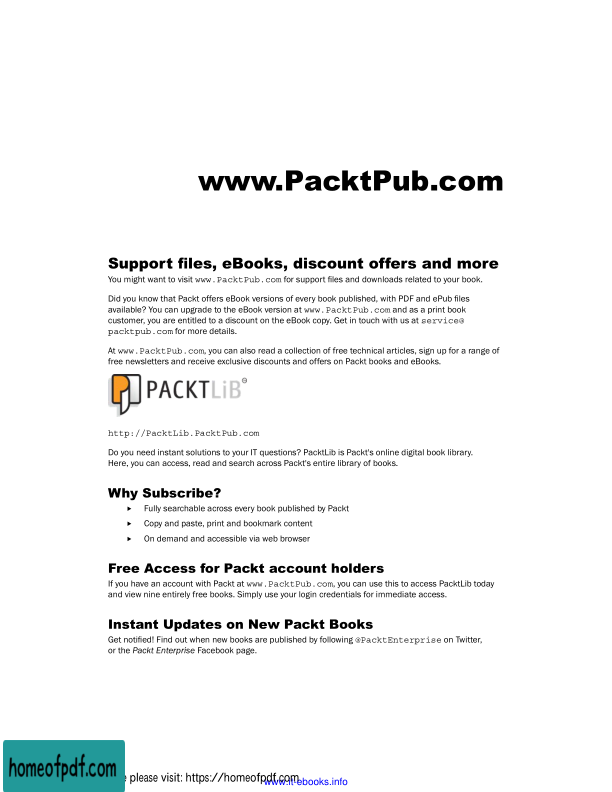 www.PacktPub.com
Support files, eBooks, discount offers and more
You might want to visit www.PacktPub.com for support files and downloads related to your book.
Did you know that Packt offers eBook versions of every book published, with PDF and ePub files
available? You can upgrade to the eBook version at www.PacktPub.com and as a print book
customer, you are entitled to a discount on the eBook copy. Get in touch with us at service@
packtpub.com for more details.
At www.PacktPub.com, you can also read a collection of free technical articles, sign up for a range of
free newsletters and receive exclusive discounts and offers on Packt books and eBooks.
PACKTLiB®
http://PacktLib.PacktPub.com
Do you need instant solutions to your IT questions? PacktLib is Packt's online digital book library.
Here, you can access, read and search across Packt's entire library of books.
Why Subscribe?
Fully searchable across every book published by Packt
Copy and paste, print and bookmark content
On demand and accessible via web browser
Free Access for Packt account holders
If you have an account with Packt at www.PacktPub.com, you can use this to access PacktLib today
and view nine entirely free books. Simply use your login credentials for immediate access.
Instant Updates on New Packt Books
Get notified! Find out when new books are published by following @PacktEnterprise on Twitter,
or the Packt Enterprise Facebook page.
homeofpdf.com
please visit: https://homeofpdf.com
www.it-ebooks.info